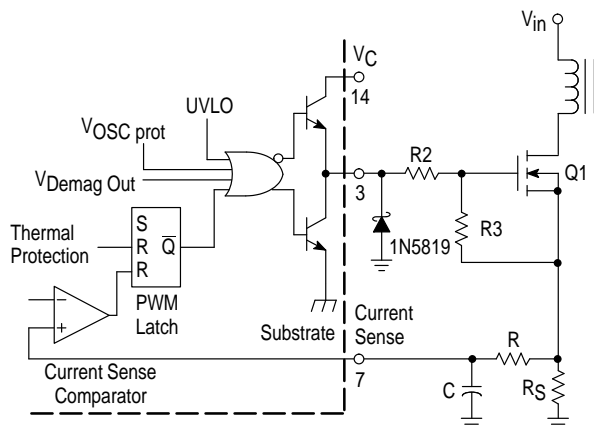 Vin
VC
14
UVLO
VOSC prot
VDemag Out
R2
Q1
3
R3
1N5819
Thermal
Protection
S
R
R
Q
PWM
Latch
Substrate
Current
Sense
Current Sense
Comparator
7
R
C
RS